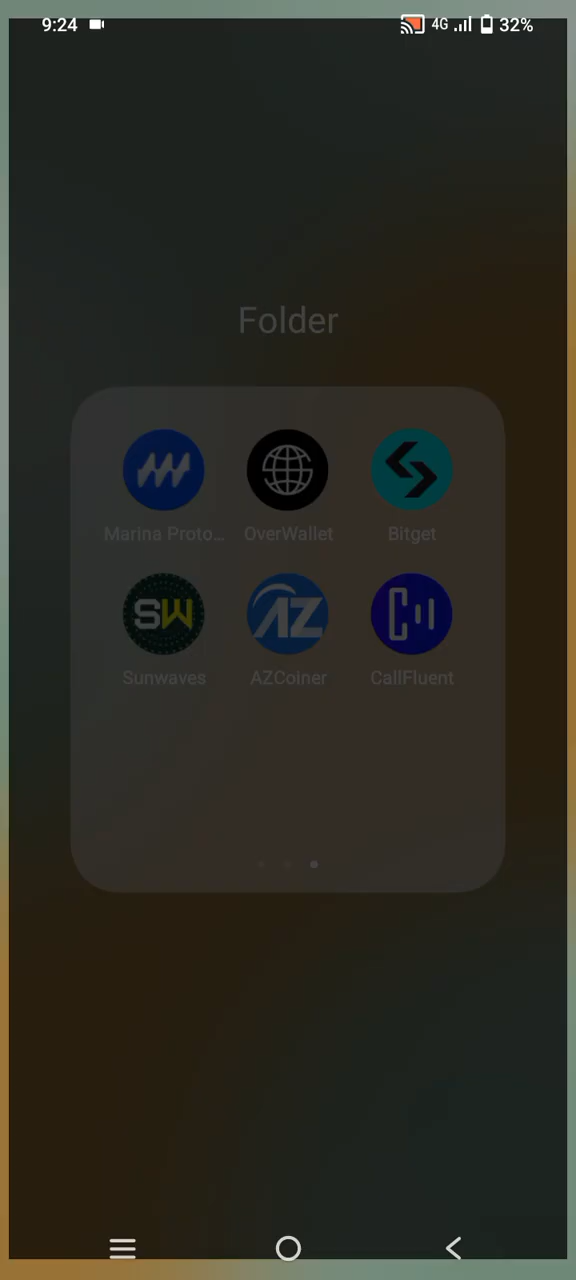 9:24 4G 32%
Folder
Marina Proto... OverWallet Bitget
SW AZ
Sunwaves AZCoiner CallFluent